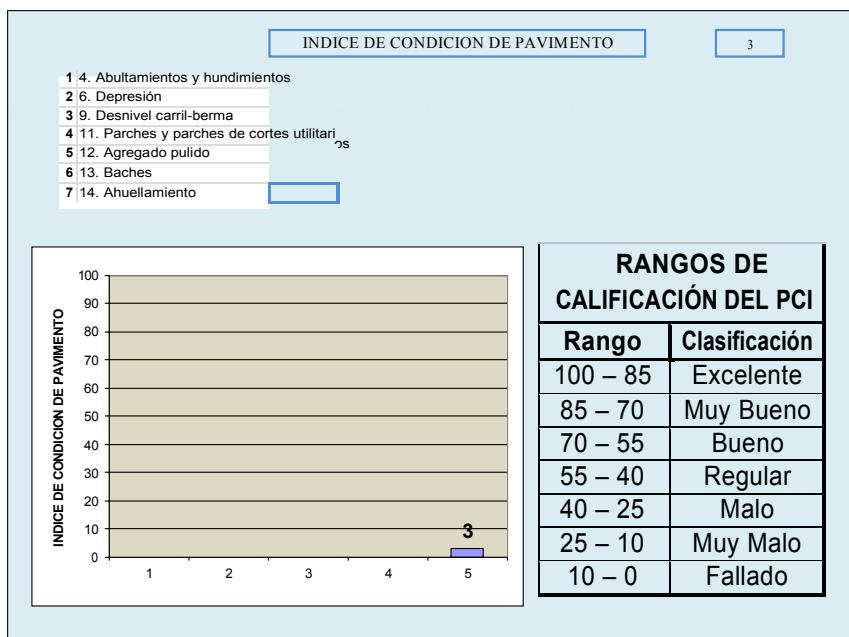 INDICE DE CONDICION DE PAVIMENTO 3
1 4. Abultamientos y hundimientos
2 6. Depresión
3 9. Desnivel carril-berma
4 11. Parches y parches de cortes utilitarios
5 12. Agregado pulido
6 13. Baches
7 14. Ahuellamiento
INDICE DE CONDICION DE PAVIMENTO
100
90
80
70
60
50
40
30
20
10
0
3
1 2 3 4 5
RANGOS DE
CALIFICACIÓN DEL PCI
Rango Clasificación
100 – 85 Excelente
85 – 70 Muy Bueno
70 – 55 Bueno
55 – 40 Regular
40 – 25 Malo
25 – 10 Muy Malo
10 – 0 Fallado